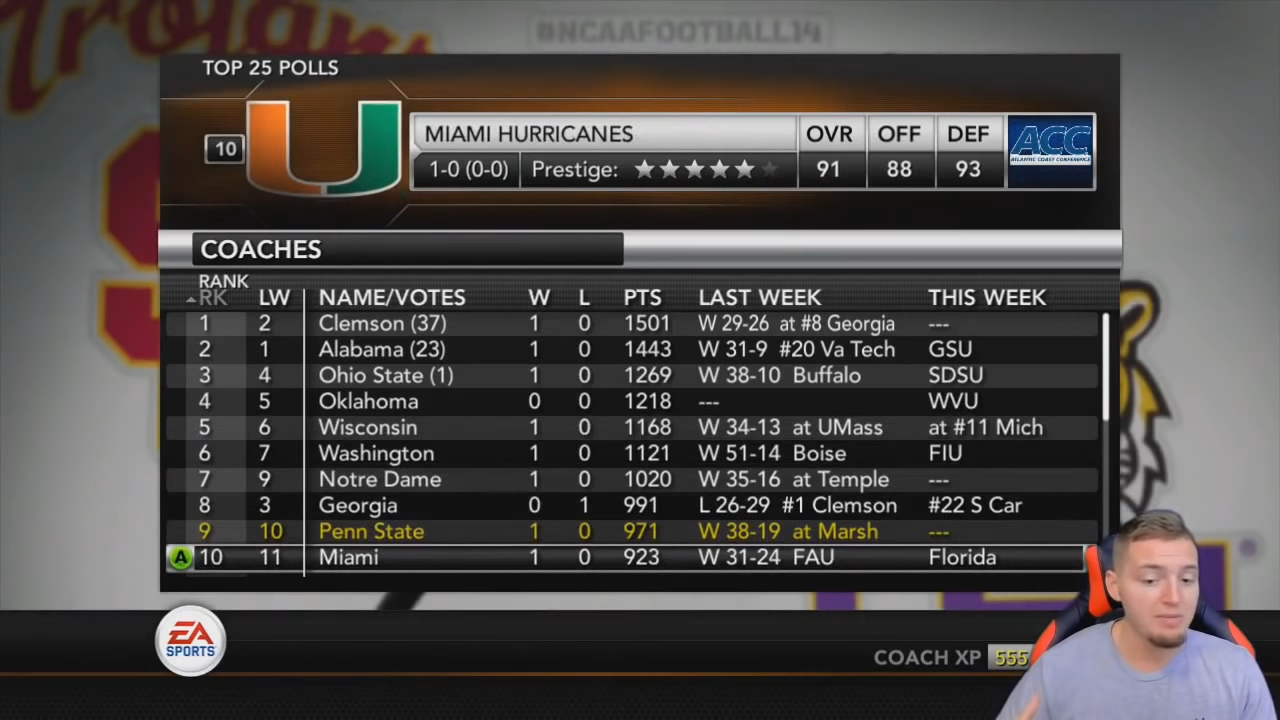 Trojans
#NCAAFOOTBALL14
TOP 25 POLLS
10
MIAMI HURRICANES OVR OFF DEF
ACC
ATLANTIC COAST CONFERENCE
1-0 (0-0) Prestige: 91 88 93
COACHES
RANK
RK LW NAME/VOTES W L PTS LAST WEEK THIS WEEK
1 2 Clemson (37) 1 0 1501 W 29-26 at #8 Georgia ---
2 1 Alabama (23) 1 0 1443 W 31-9 #20 Va Tech GSU
3 4 Ohio State (1) 1 0 1269 W 38-10 Buffalo SDSU
4 5 Oklahoma 0 0 1218 --- WVU
5 6 Wisconsin 1 0 1168 W 34-13 at UMass at #11 Mich
6 7 Washington 1 0 1121 W 51-14 Boise FIU
7 9 Notre Dame 1 0 1020 W 35-16 at Temple ---
8 3 Georgia 0 1 991 L 26-29 #1 Clemson #22 S Car
9 10 Penn State 1 0 971 W 38-19 at Marsh ---
A 10 11 Miami 1 0 923 W 31-24 FAU Florida
EA
SPORTS
COACH XP 555